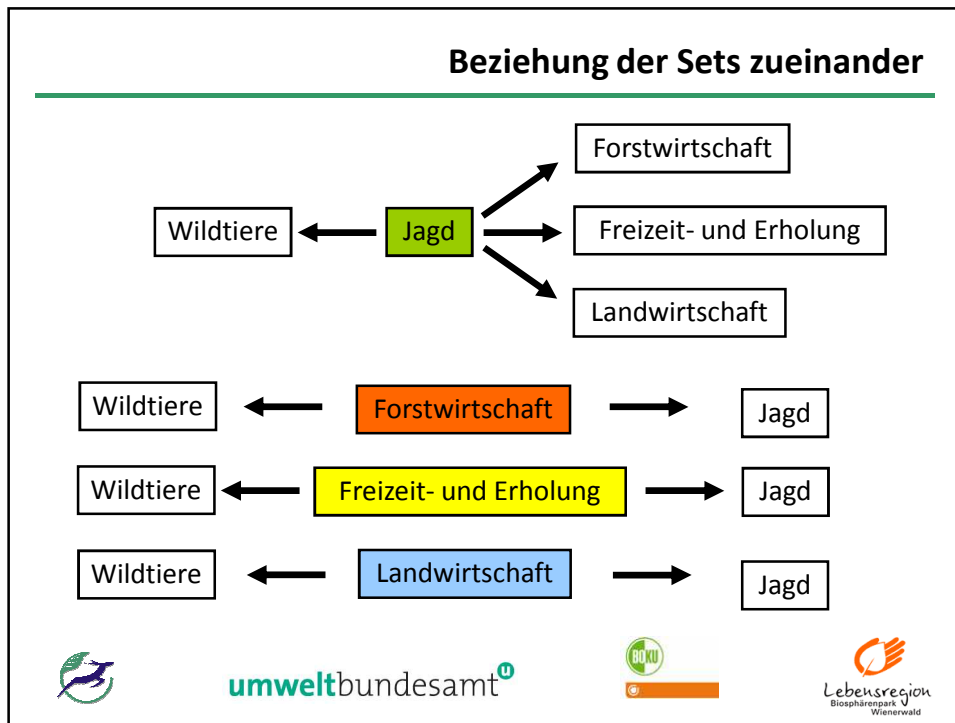 Beziehung der Sets zueinander
Forstwirtschaft
Wildtiere
Jagd
Freizeit- und Erholung
Landwirtschaft
Wildtiere
Forstwirtschaft
Jagd
Wildtiere
Freizeit- und Erholung
Jagd
Wildtiere
Landwirtschaft
Jagd
umweltbundesamt
u
BOKU
Lebensregion
Biosphärenpark
Wienerwald